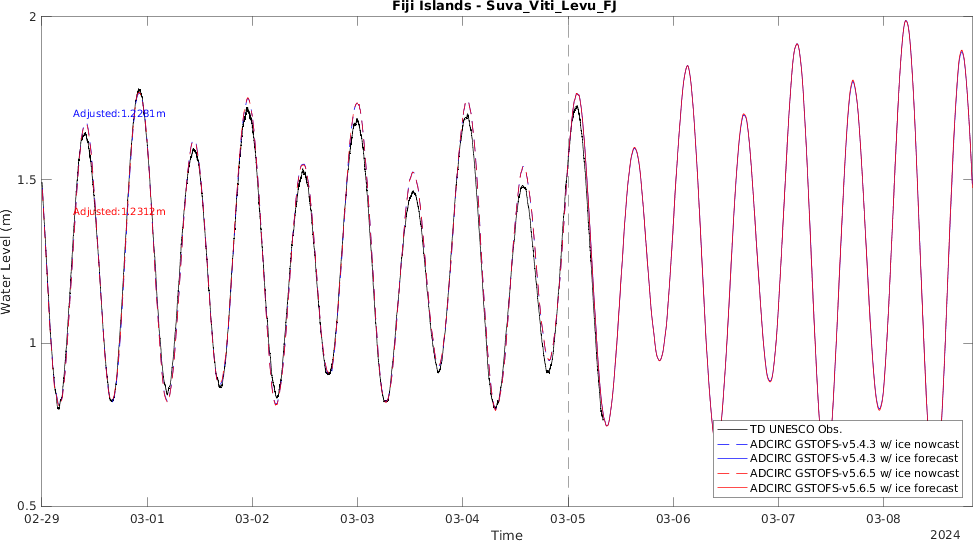 Fiji Islands - Suva_Viti_Levu_FJ
2
Adjusted:1.2281m
1.5
Adjusted:1.2312m
Water Level (m)
1
TD UNESCO Obs.
ADCIRC GSTOFS-v5.4.3 w/ ice nowcast
ADCIRC GSTOFS-v5.4.3 w/ ice forecast
ADCIRC GSTOFS-v5.6.5 w/ ice nowcast
ADCIRC GSTOFS-v5.6.5 w/ ice forecast
0.5
02-29 03-01 03-02 03-03 03-04 03-05 03-06 03-07 03-08
Time
2024